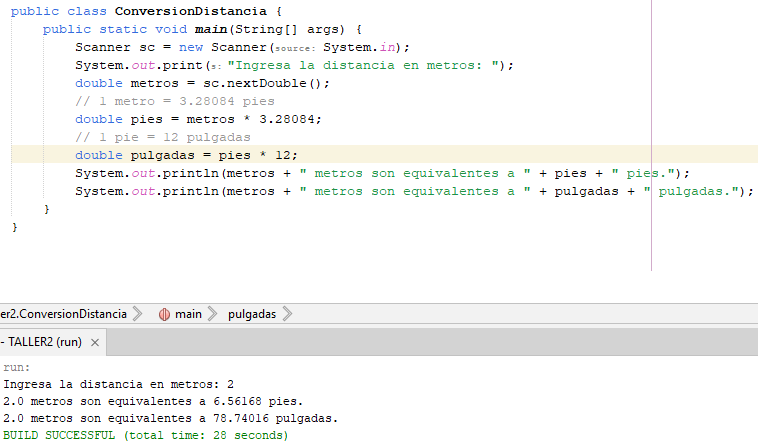 public class ConversionDistancia {
public static void main(String[] args) {
Scanner sc = new Scanner(source: System.in);
System.out.print(s: "Ingresa la distancia en metros: ");
double metros = sc.nextDouble();
// 1 metro = 3.28084 pies
double pies = metros * 3.28084;
// 1 pie = 12 pulgadas
double pulgadas = pies * 12;
System.out.println(metros + " metros son equivalentes a " + pies + " pies.");
System.out.println(metros + " metros son equivalentes a " + pulgadas + " pulgadas.");
}
}
er2.ConversionDistancia main pulgadas
- TALLER2 (run) ×
run:
Ingresa la distancia en metros: 2
2.0 metros son equivalentes a 6.56168 pies.
2.0 metros son equivalentes a 78.74016 pulgadas.
BUILD SUCCESSFUL (total time: 28 seconds)